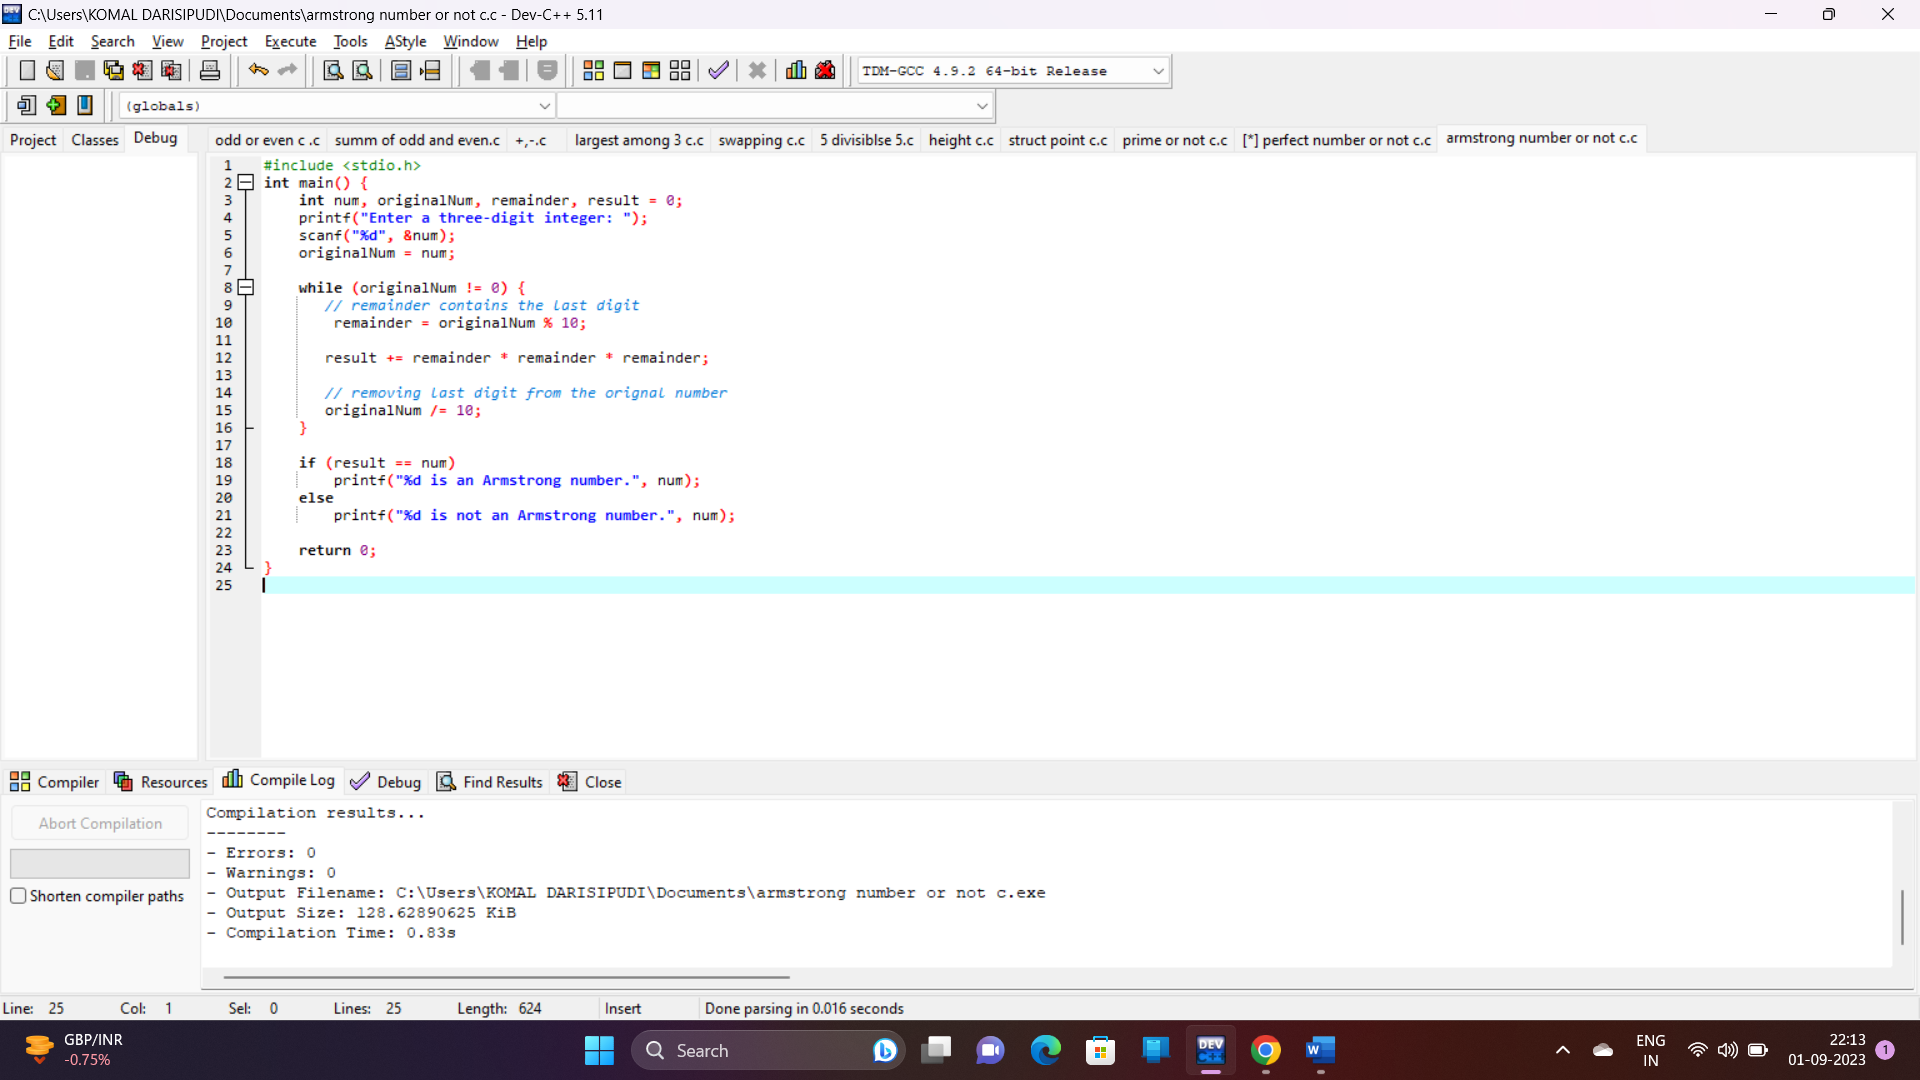 C:\Users\KOMAL DARISIPUDI\Documents\armstrong number or not c.c - Dev-C++ 5.11
File Edit Search View Project Execute Tools AStyle Window Help
TDM-GCC 4.9.2 64-bit Release
(globals)
Project Classes Debug
odd or even c .c summ of odd and even.c +,-.c largest among 3 c.c swapping c.c 5 divisiblse 5.c height c.c struct point c.c prime or not c.c [*] perfect number or not c.c armstrong number or not c.c
1 #include <stdio.h>
2 int main() {
3 int num, originalNum, remainder, result = 0;
4 printf("Enter a three-digit integer: ");
5 scanf("%d", &num);
6 originalNum = num;
7
8 while (originalNum != 0) {
9 // remainder contains the last digit
10 remainder = originalNum % 10;
11
12 result += remainder * remainder * remainder;
13
14 // removing last digit from the orignal number
15 originalNum /= 10;
16 }
17
18 if (result == num)
19 printf("%d is an Armstrong number.", num);
20 else
21 printf("%d is not an Armstrong number.", num);
22
23 return 0;
24 }
25
Compiler Resources Compile Log Debug Find Results Close
Abort Compilation
Shorten compiler paths
Compilation results...
--------
- Errors: 0
- Warnings: 0
- Output Filename: C:\Users\KOMAL DARISIPUDI\Documents\armstrong number or not c.exe
- Output Size: 128.62890625 KiB
- Compilation Time: 0.83s
Line: 25 Col: 1 Sel: 0 Lines: 25 Length: 624 Insert Done parsing in 0.016 seconds
GBP/INR
-0.75%
Search
DEV
W
ENG
IN
22:13
01-09-2023
1